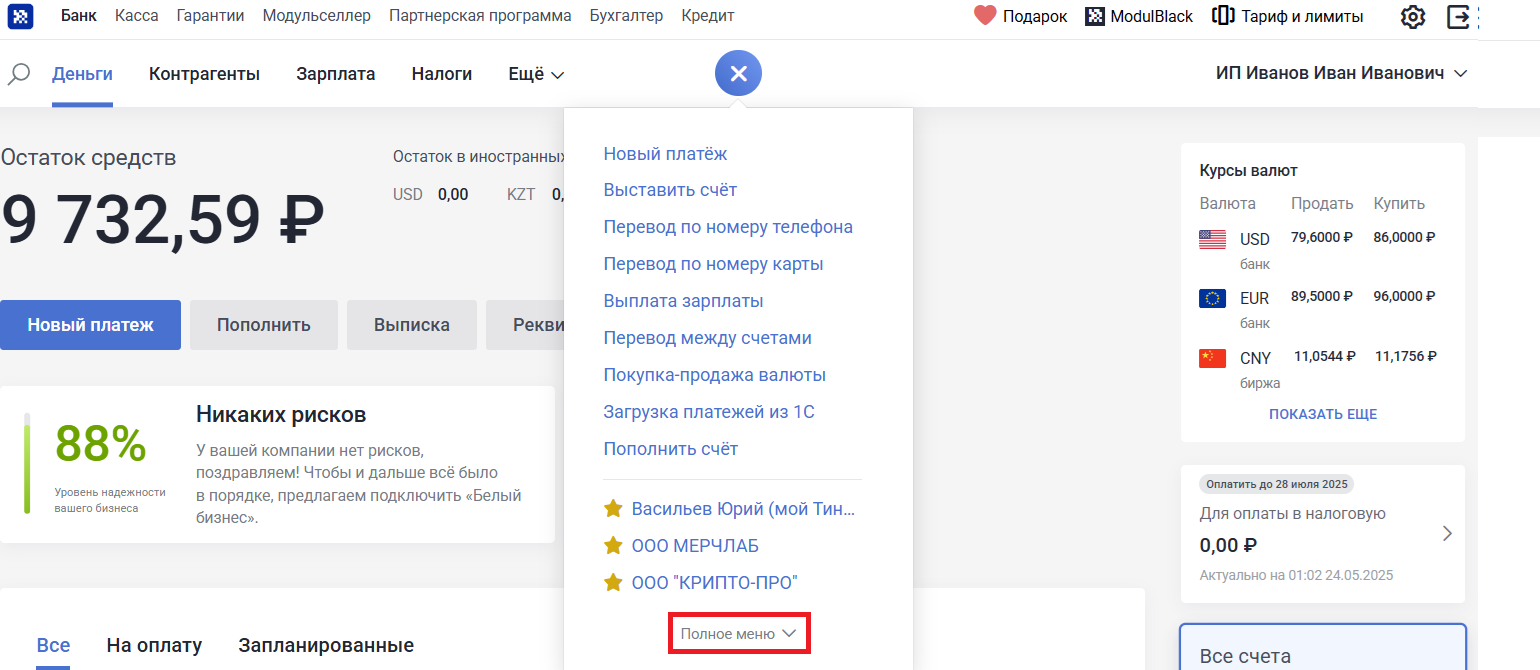 Банк Касса Гарантии Модульселлер Партнерская программа Бухгалтер Кредит Подарок ModulBlack Тариф и лимиты
Деньги Контрагенты Зарплата Налоги Ещё ИП Иванов Иван Иванович
Остаток средств
9 732,59 ₽
Остаток в иностранных
USD 0,00 KZT 0,
Новый платеж Пополнить Выписка Рекви
88%
Уровень надежности
вашего бизнеса
Никаких рисков
У вашей компании нет рисков,
поздравляем! Чтобы и дальше всё было
в порядке, предлагаем подключить «Белый
бизнес».
Все На оплату Запланированные
Новый платёж
Выставить счёт
Перевод по номеру телефона
Перевод по номеру карты
Выплата зарплаты
Перевод между счетами
Покупка-продажа валюты
Загрузка платежей из 1С
Пополнить счёт
Васильев Юрий (мой Тин...
ООО МЕРЧЛАБ
ООО "КРИПТО-ПРО"
Полное меню
Курсы валют
Валюта Продать Купить
USD 79,6000 ₽ 86,0000 ₽
банк
EUR 89,5000 ₽ 96,0000 ₽
банк
CNY 11,0544 ₽ 11,1756 ₽
биржа
ПОКАЗАТЬ ЕЩЕ
Оплатить до 28 июля 2025
Для оплаты в налоговую
0,00 ₽
Актуально на 01:02 24.05.2025
Все счета